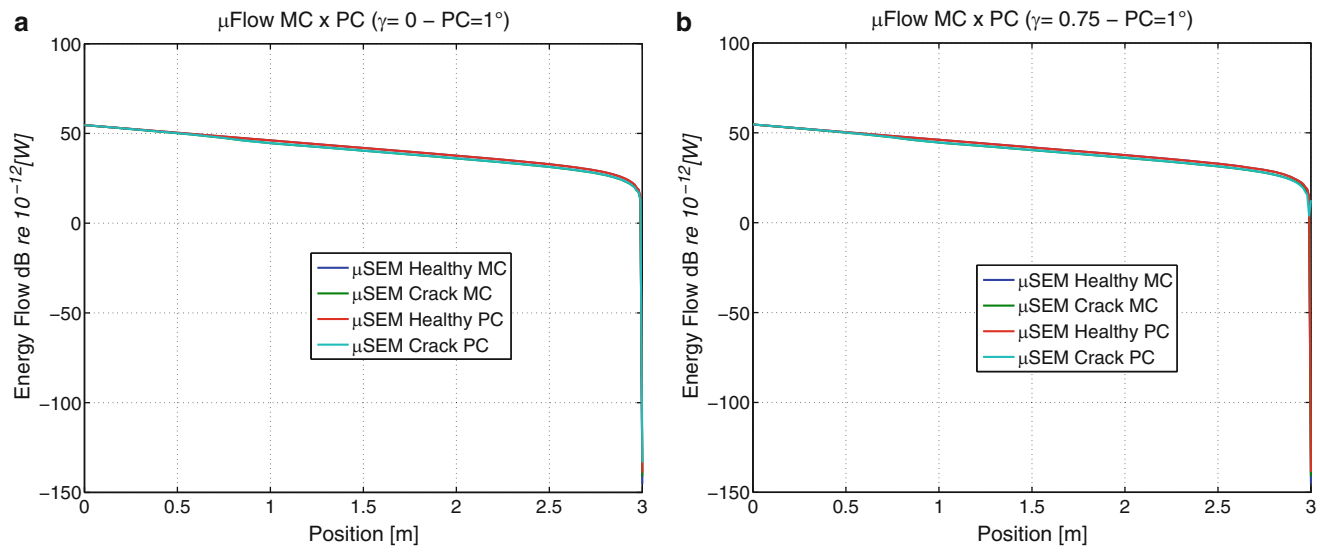 a
μFlow MC x PC (γ= 0 – PC=1°)
100
50
0
−50
−100
−150
Energy Flow dB re 10⁻¹²[W]
μSEM Healthy MC
μSEM Crack MC
μSEM Healthy PC
μSEM Crack PC
0 0.5 1 1.5 2 2.5 3
Position [m]
b
μFlow MC x PC (γ= 0.75 – PC=1°)
100
50
0
−50
−100
−150
Energy Flow dB re 10⁻¹²[W]
μSEM Healthy MC
μSEM Crack MC
μSEM Healthy PC
μSEM Crack PC
0 0.5 1 1.5 2 2.5 3
Position [m]